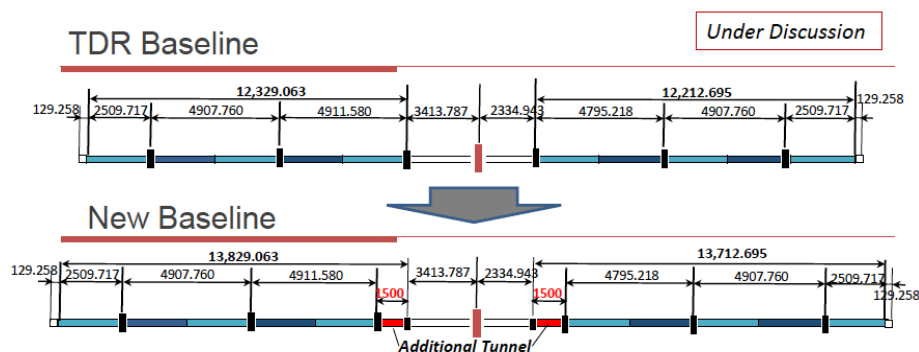 Under Discussion
TDR Baseline
12,329.063 12,212.695
129.258 2509.717 4907.760 4911.580 3413.787 2334.943 4795.218 4907.760 2509.717 129.258
New Baseline
13,829.063 13,712.695
129.258 2509.717 4907.760 4911.580 3413.787 2334.943 4795.218 4907.760 2509.717 129.258
1500 1500
Additional Tunnel